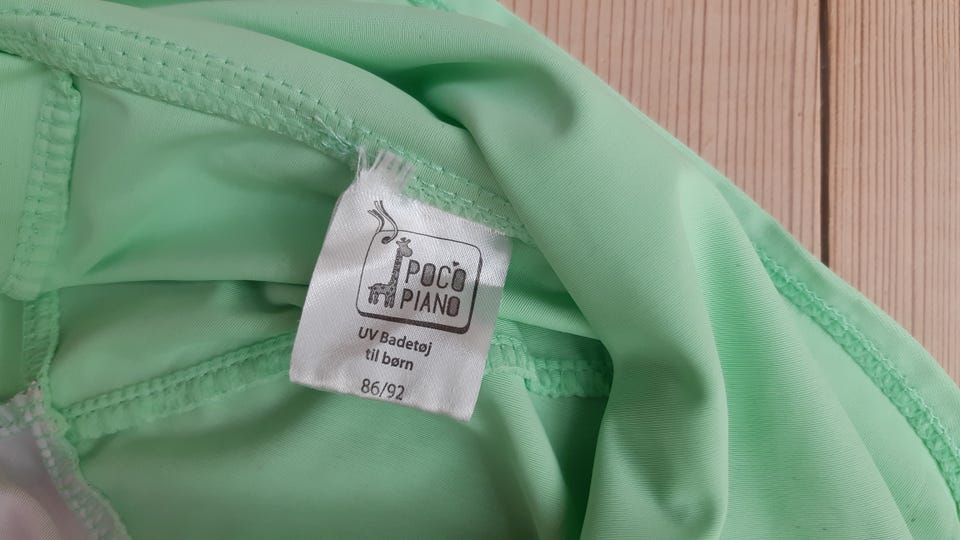 POCO
PIANO
UV Badetøj
til børn
86/92